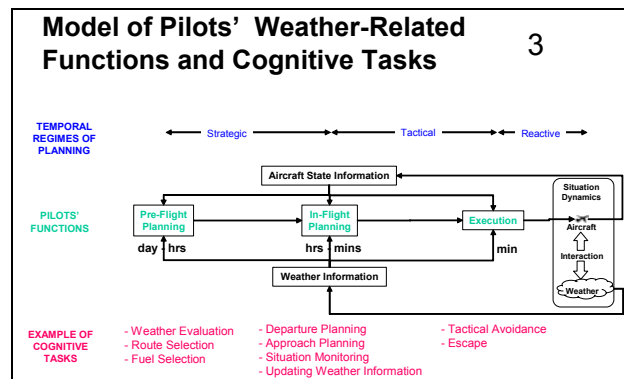 Model of Pilots' Weather-Related
Functions and Cognitive Tasks
3
TEMPORAL
REGIMES OF
PLANNING
Strategic
Tactical
Reactive
Aircraft State Information
Situation
Dynamics
PILOTS'
FUNCTIONS
Pre-Flight
Planning
In-Flight
Planning
Execution
Aircraft
day - hrs
hrs - mins
min
Interaction
Weather Information
Weather
EXAMPLE OF
COGNITIVE
TASKS
- Weather Evaluation
- Route Selection
- Fuel Selection
- Departure Planning
- Approach Planning
- Situation Monitoring
- Updating Weather Information
- Tactical Avoidance
- Escape